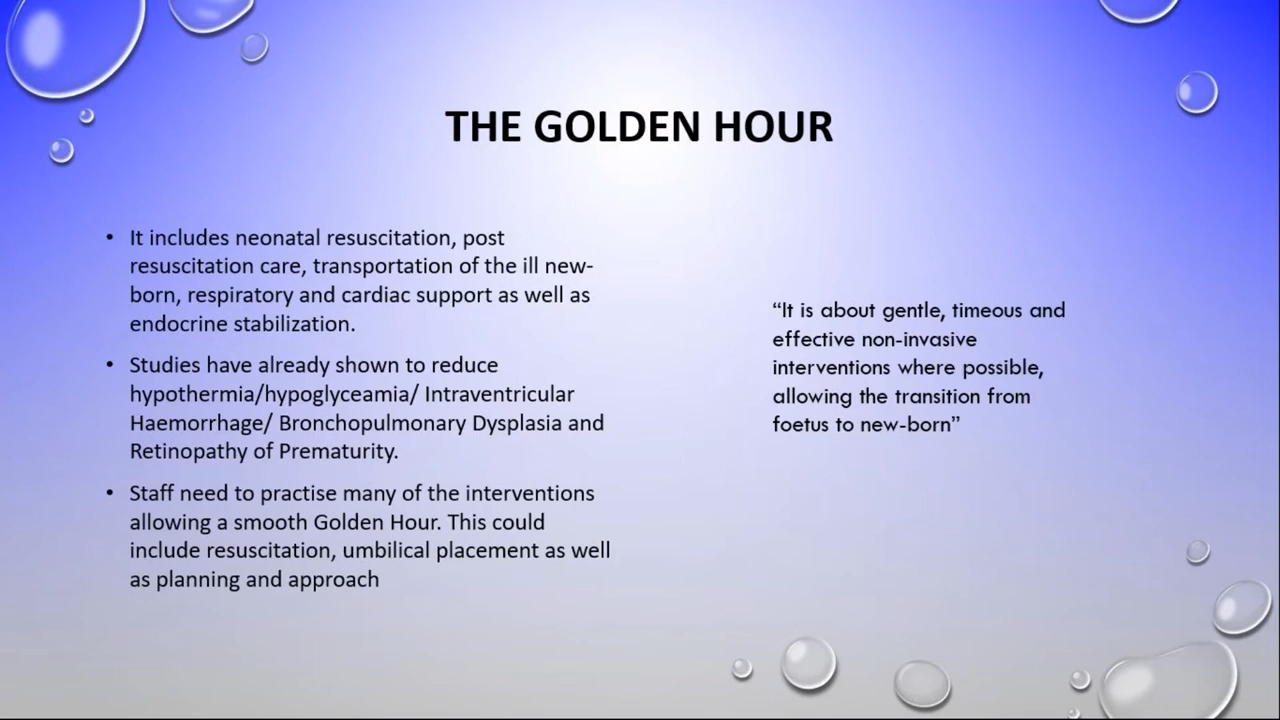 THE GOLDEN HOUR
• It includes neonatal resuscitation, post
resuscitation care, transportation of the ill new-
born, respiratory and cardiac support as well as
endocrine stabilization.
• Studies have already shown to reduce
hypothermia/hypoglyceamia/ Intraventricular
Haemorrhage/ Bronchopulmonary Dysplasia and
Retinopathy of Prematurity.
• Staff need to practise many of the interventions
allowing a smooth Golden Hour. This could
include resuscitation, umbilical placement as well
as planning and approach
“It is about gentle, timeous and
effective non-invasive
interventions where possible,
allowing the transition from
foetus to new-born”